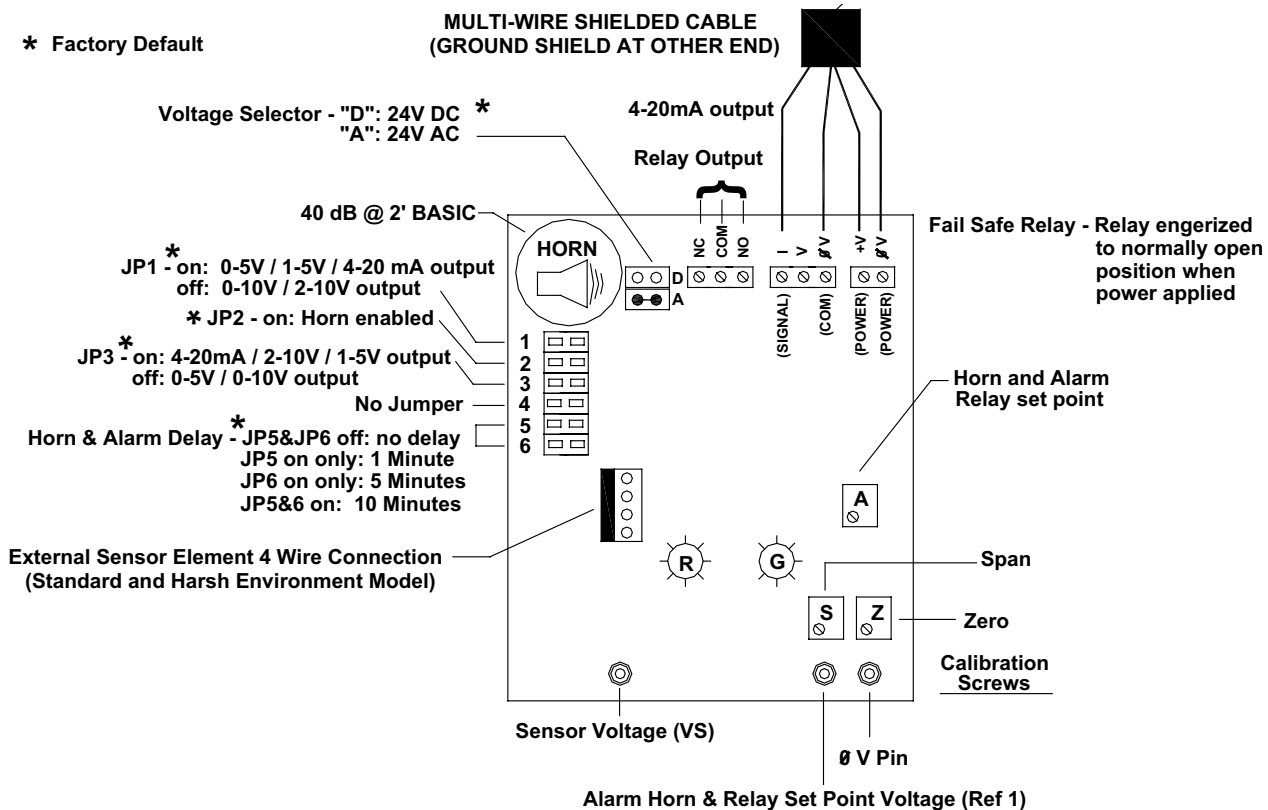 MULTI-WIRE SHIELDED CABLE
(GROUND SHIELD AT OTHER END)
* Factory Default
Voltage Selector - "D": 24V DC *
"A": 24V AC
4-20mA output
Relay Output
40 dB @ 2' BASIC
HORN
NC
COM
NO
I
V
ØV
+V
ØV
D
A
(SIGNAL)
(COM)
(POWER)
(POWER)
Fail Safe Relay - Relay engerized
to normally open
position when
power applied
JP1 * - on: 0-5V / 1-5V / 4-20 mA output
off: 0-10V / 2-10V output
* JP2 - on: Horn enabled
JP3 * - on: 4-20mA / 2-10V / 1-5V output
off: 0-5V / 0-10V output
No Jumper
1
2
3
4
5
6
Horn & Alarm Delay - * JP5&JP6 off: no delay
JP5 on only: 1 Minute
JP6 on only: 5 Minutes
JP5&6 on: 10 Minutes
Horn and Alarm
Relay set point
A
External Sensor Element 4 Wire Connection
(Standard and Harsh Environment Model)
R
G
Span
S
Z
Zero
Calibration
Screws
Sensor Voltage (VS)
Ø V Pin
Alarm Horn & Relay Set Point Voltage (Ref 1)